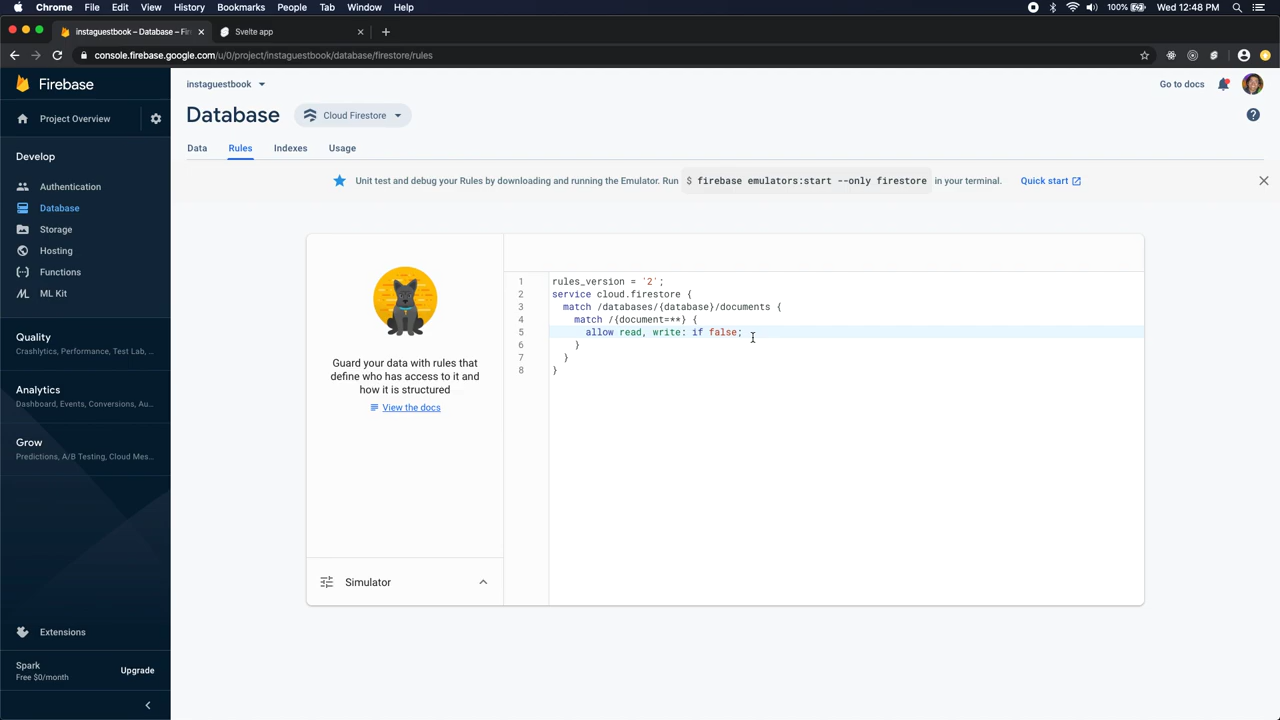 Chrome File Edit View History Bookmarks People Tab Window Help 100% Wed 12:48 PM
instaguestbook – Database – Fire
Svelte app
console.firebase.google.com/u/0/project/instaguestbook/database/firestore/rules
Firebase
Project Overview
Develop
Authentication
Database
Storage
Hosting
Functions
ML Kit
Quality
Crashlytics, Performance, Test Lab, ...
Analytics
Dashboard, Events, Conversions, Au...
Grow
Predictions, A/B Testing, Cloud Mes...
Extensions
Spark
Free $0/month
Upgrade
instaguestbook
Go to docs
Database
Cloud Firestore
Data Rules Indexes Usage
Unit test and debug your Rules by downloading and running the Emulator. Run $ firebase emulators:start --only firestore in your terminal. Quick start
Guard your data with rules that
define who has access to it and
how it is structured
View the docs
Simulator
1 rules_version = '2';
2 service cloud.firestore {
3 match /databases/{database}/documents {
4 match /{document=**} {
5 allow read, write: if false;
6 }
7 }
8 }